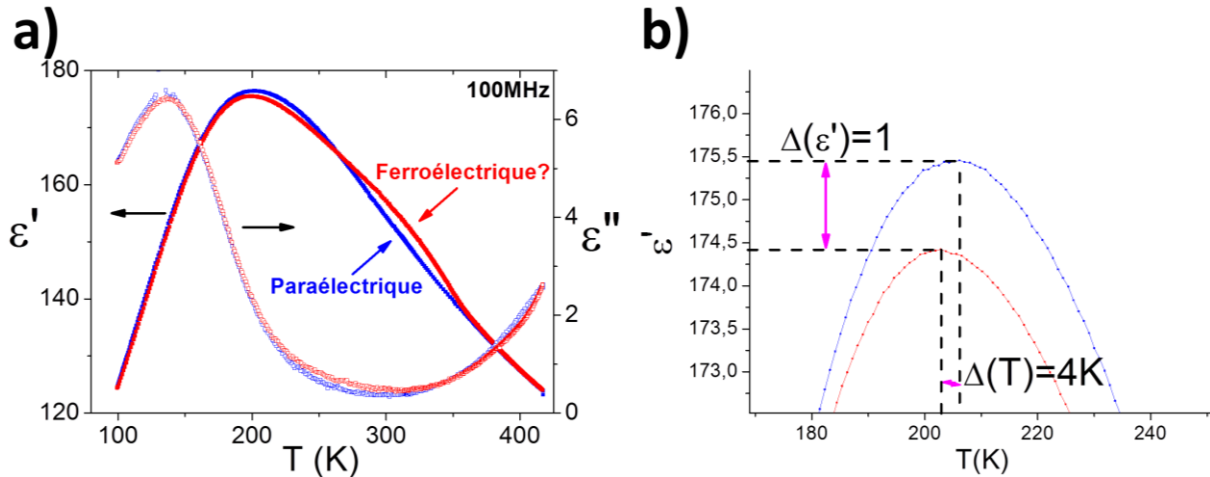 a)
180
160
140
120
ε'
100MHz
Ferroélectrique?
Paraélectrique
6
4
2
0
ε"
100
200
300
400
T (K)
b)
176,0
175,5
175,0
174,5
174,0
173,5
173,0
ε'
Δ(ε')=1
Δ(T)=4K
180
200
220
240
T(K)